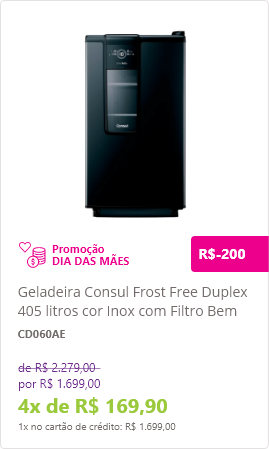 Promoção
DIA DAS MÃES
R$-200
Geladeira Consul Frost Free Duplex
405 litros cor Inox com Filtro Bem
CD060AE
de R$ 2.279,00
por R$ 1.699,00
4x de R$ 169,90
1x no cartão de crédito: R$ 1.699,00